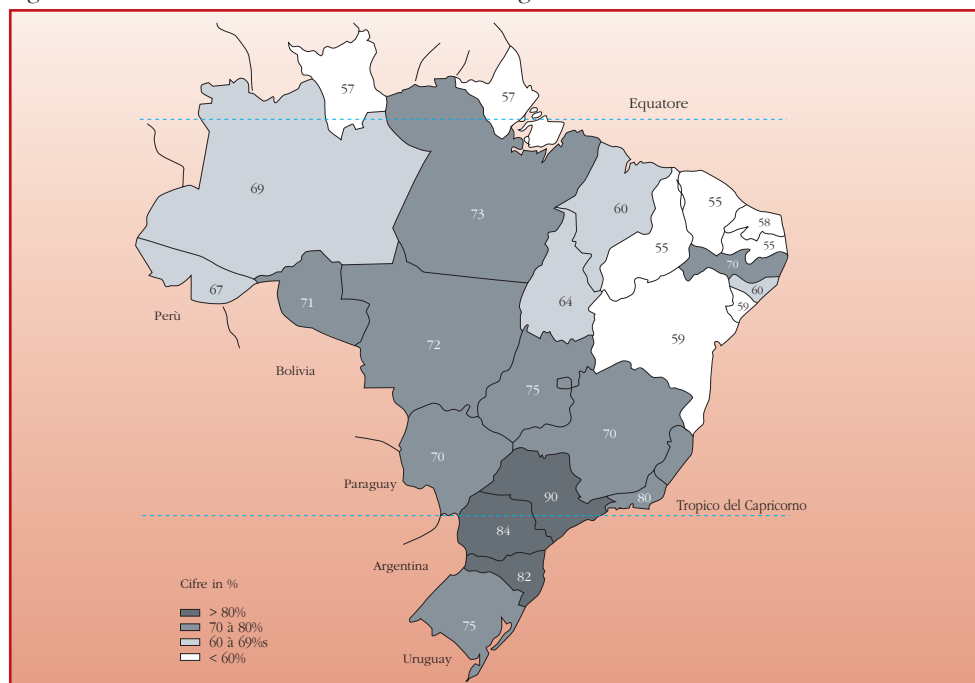 57
57
Equatore
69
73
60
55
58
55
55
70
67
71
64
60
59
Perù
72
59
Bolivia
75
70
70
Paraguay
90
80
Tropico del Capricorno
84
Argentina
82
Cifre in %
> 80%
70 à 80%
60 à 69%s
< 60%
75
Uruguay